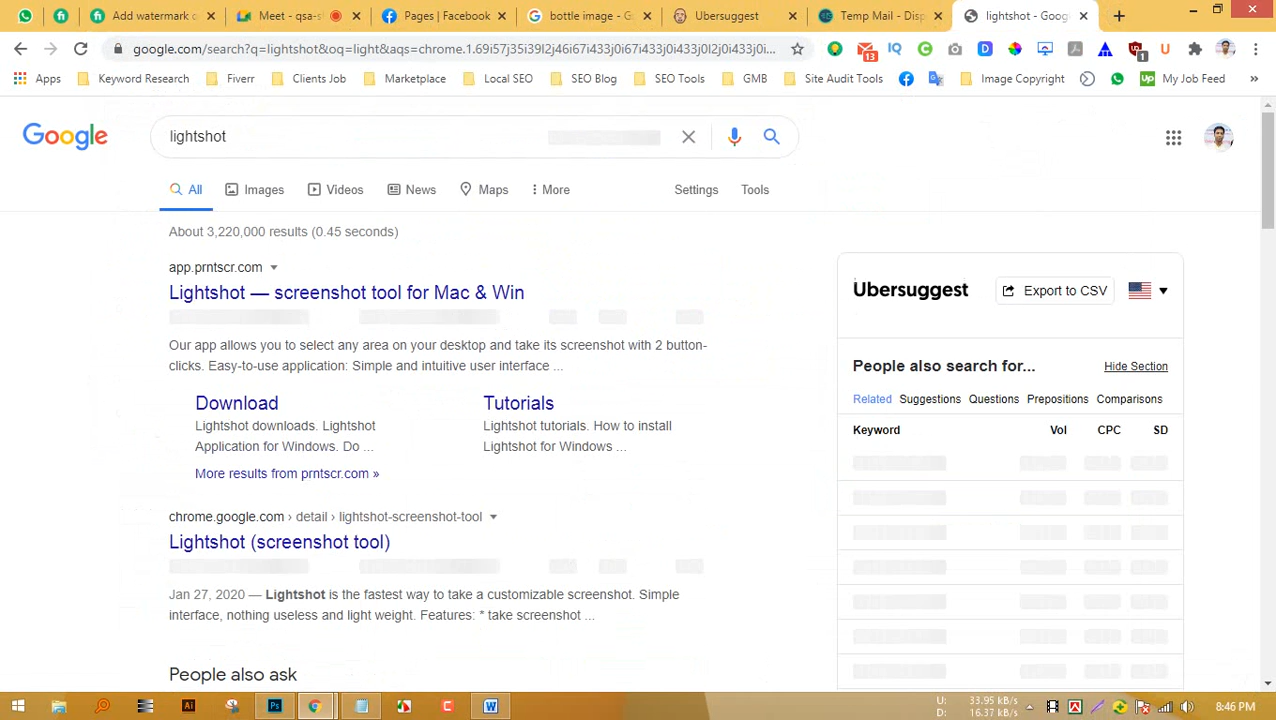 Add watermark o
Meet - qsa-s
Pages | Facebook
bottle image - G
Ubersuggest
Temp Mail - Disp
lightshot - Goog
google.com/search?q=lightshot&oq=light&aqs=chrome.1.69i57j35i39l2j46i67i433j0i67i433j0i433j0l2j0i433j0i...
13
1
Apps
Keyword Research
Fiverr
Clients Job
Marketplace
Local SEO
SEO Blog
SEO Tools
GMB
Site Audit Tools
Image Copyright
My Job Feed
Google
lightshot
All
Images
Videos
News
Maps
More
Settings
Tools
About 3,220,000 results (0.45 seconds)
app.prntscr.com
Lightshot — screenshot tool for Mac & Win
Our app allows you to select any area on your desktop and take its screenshot with 2 button-
clicks. Easy-to-use application: Simple and intuitive user interface ...
Download
Lightshot downloads. Lightshot
Application for Windows. Do ...
Tutorials
Lightshot tutorials. How to install
Lightshot for Windows ...
More results from prntscr.com »
chrome.google.com › detail › lightshot-screenshot-tool
Lightshot (screenshot tool)
Jan 27, 2020 — Lightshot is the fastest way to take a customizable screenshot. Simple
interface, nothing useless and light weight. Features: * take screenshot ...
People also ask
Ubersuggest
Export to CSV
People also search for...
Hide Section
Related Suggestions Questions Prepositions Comparisons
Keyword Vol CPC SD
U: 33.95 kB/s
D: 16.37 kB/s
8:46 PM